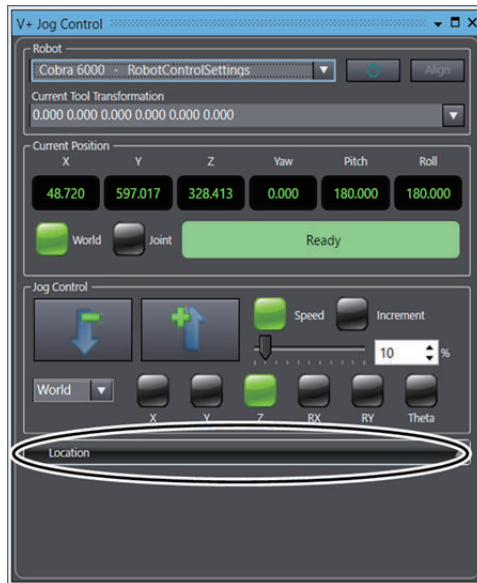 V+ Jog Control
Robot
Cobra 6000 - RobotControlSettings
Align
Current Tool Transformation
0.000 0.000 0.000 0.000 0.000 0.000
Current Position
X Y Z Yaw Pitch Roll
48.720 597.017 328.413 0.000 180.000 180.000
World Joint Ready
Jog Control
Speed Increment
10 %
World
X Y Z RX RY Theta
Location